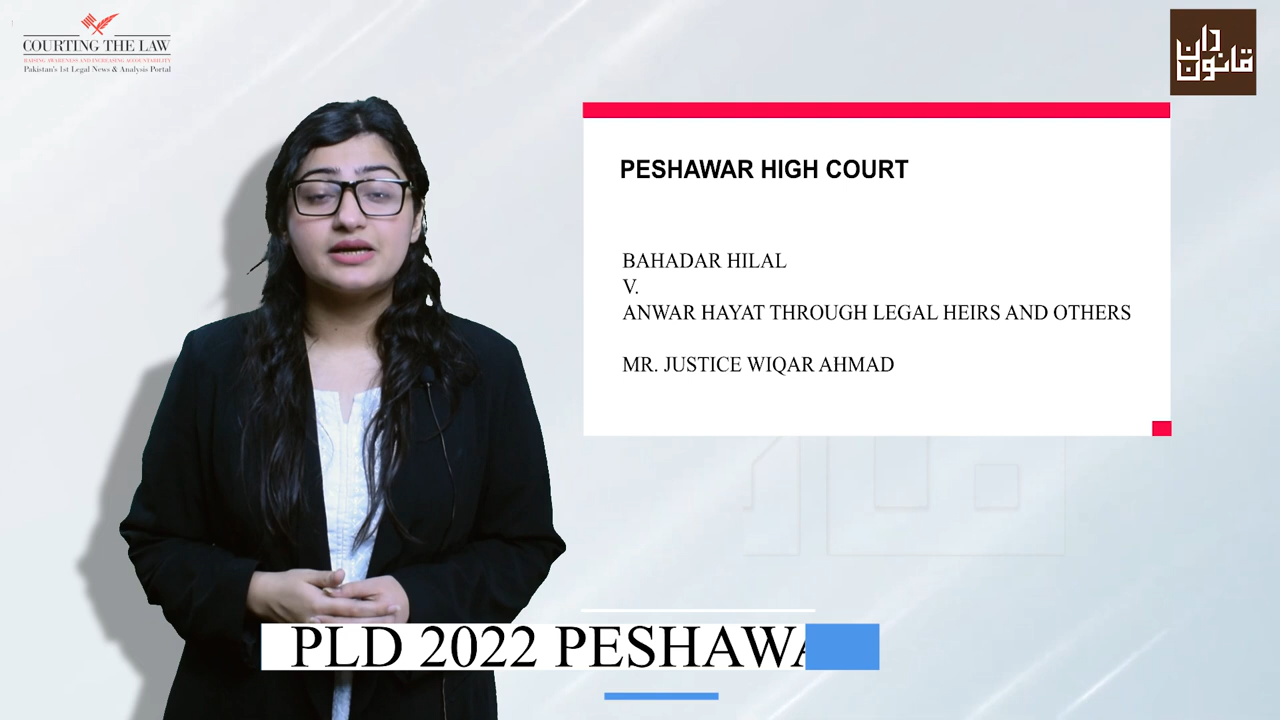 COURTING THE LAW
RAISING AWARENESS AND INCREASING ACCOUNTABILITY
Pakistan's 1st Legal News & Analysis Portal
قانون دان
PESHAWAR HIGH COURT
BAHADAR HILAL
V.
ANWAR HAYAT THROUGH LEGAL HEIRS AND OTHERS
MR. JUSTICE WIQAR AHMAD
PLD 2022 PESHAWA